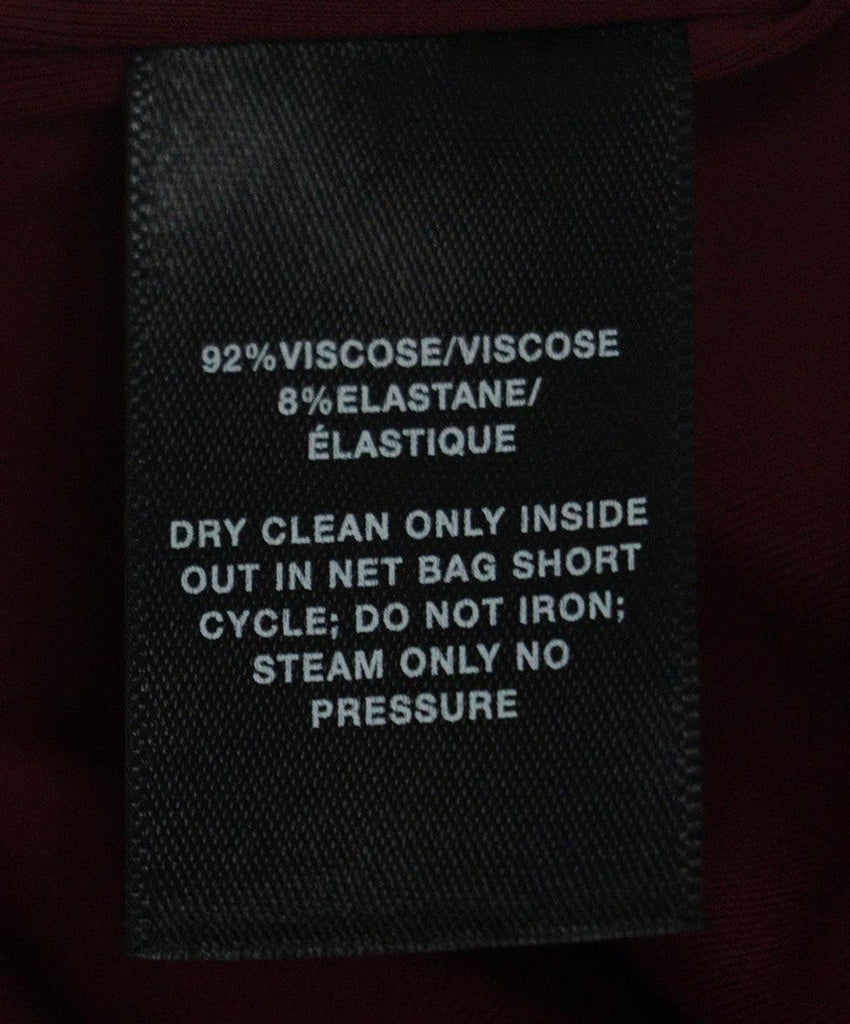 92%VISCOSE/VISCOSE
8%ELASTANE/
ÉLASTIQUE
DRY CLEAN ONLY INSIDE
OUT IN NET BAG SHORT
CYCLE; DO NOT IRON;
STEAM ONLY NO
PRESSURE